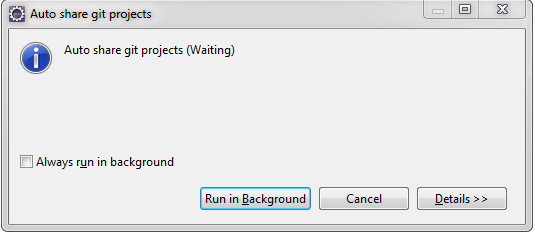 Auto share git projects
Auto share git projects (Waiting)
Always run in background
Run in Background
Cancel
Details >>